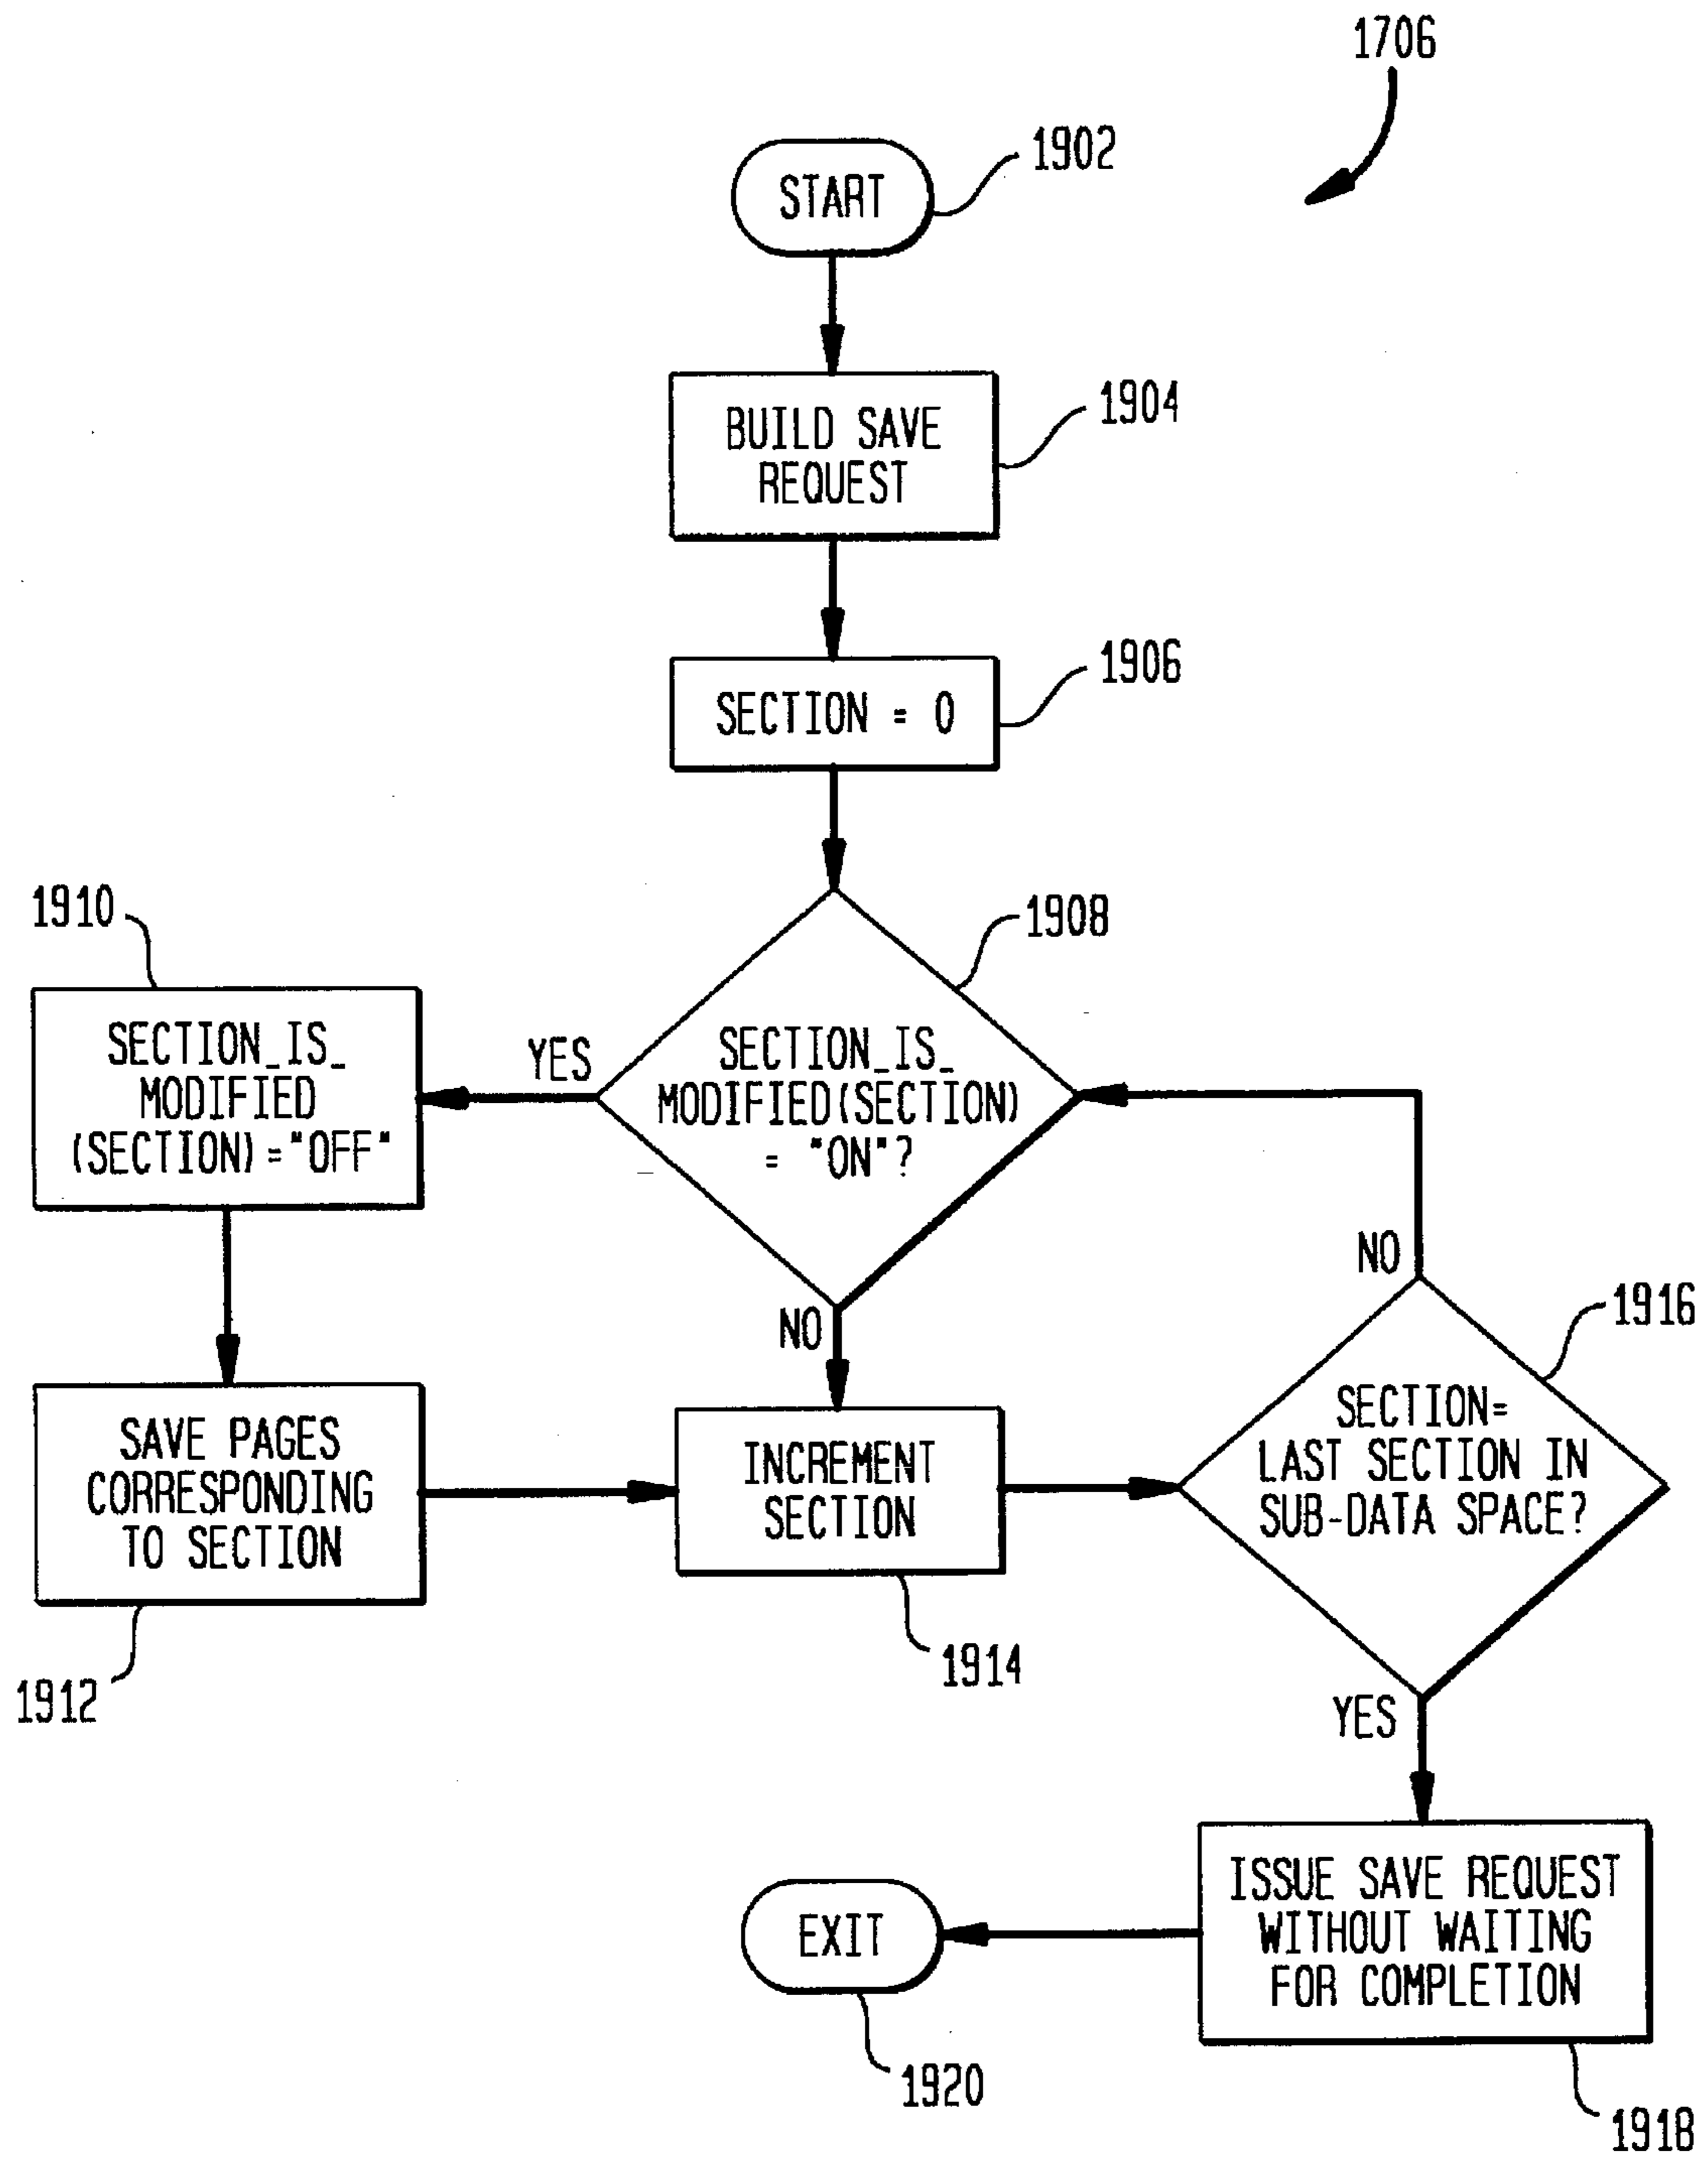 1706
1902
START
1904
BUILD SAVE
REQUEST
1906
SECTION = 0
1910
1908
SECTION_IS_
MODIFIED
(SECTION) = "OFF"
YES
SECTION_IS_
MODIFIED(SECTION)
= "ON"?
NO
NO
1916
SAVE PAGES
CORRESPONDING
TO SECTION
INCREMENT
SECTION
SECTION=
LAST SECTION IN
SUB-DATA SPACE?
1912
1914
YES
ISSUE SAVE REQUEST
WITHOUT WAITING
FOR COMPLETION
EXIT
1920
1918